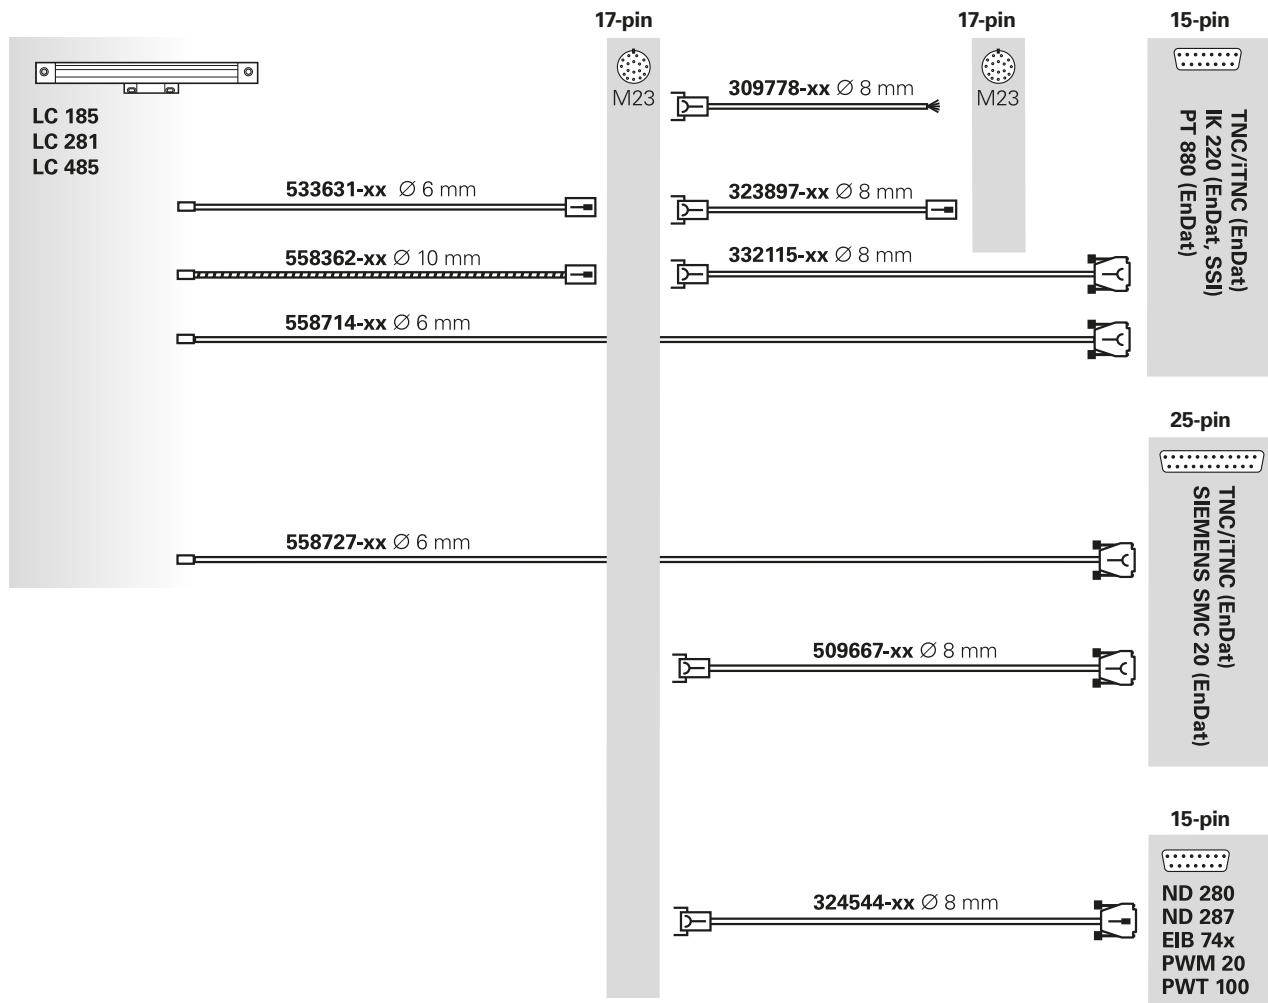 17-pin
17-pin
15-pin
M23
M23
LC 185
LC 281
LC 485
309778-xx Ø 8 mm
533631-xx Ø 6 mm
323897-xx Ø 8 mm
558362-xx Ø 10 mm
332115-xx Ø 8 mm
558714-xx Ø 6 mm
TNC/iTNC (EnDat)
IK 220 (EnDat, SSI)
PT 880 (EnDat)
25-pin
558727-xx Ø 6 mm
TNC/iTNC (EnDat)
SIEMENS SMC 20 (EnDat)
509667-xx Ø 8 mm
15-pin
324544-xx Ø 8 mm
ND 280
ND 287
EIB 74x
PWM 20
PWT 100